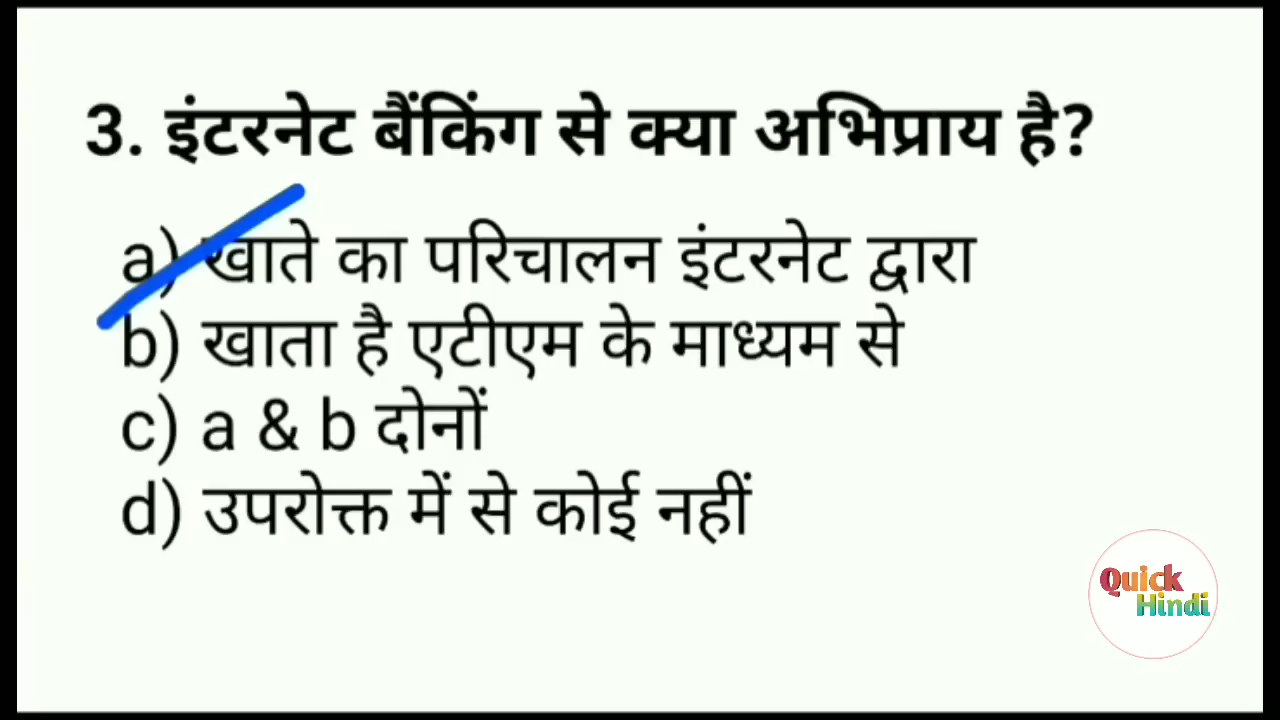 3. इंटरनेट बैंकिंग से क्या अभिप्राय है?
a) खाते का परिचालन इंटरनेट द्वारा
b) खाता है एटीएम के माध्यम से
c) a & b दोनों
d) उपरोक्त में से कोई नहीं
Quick
Hindi